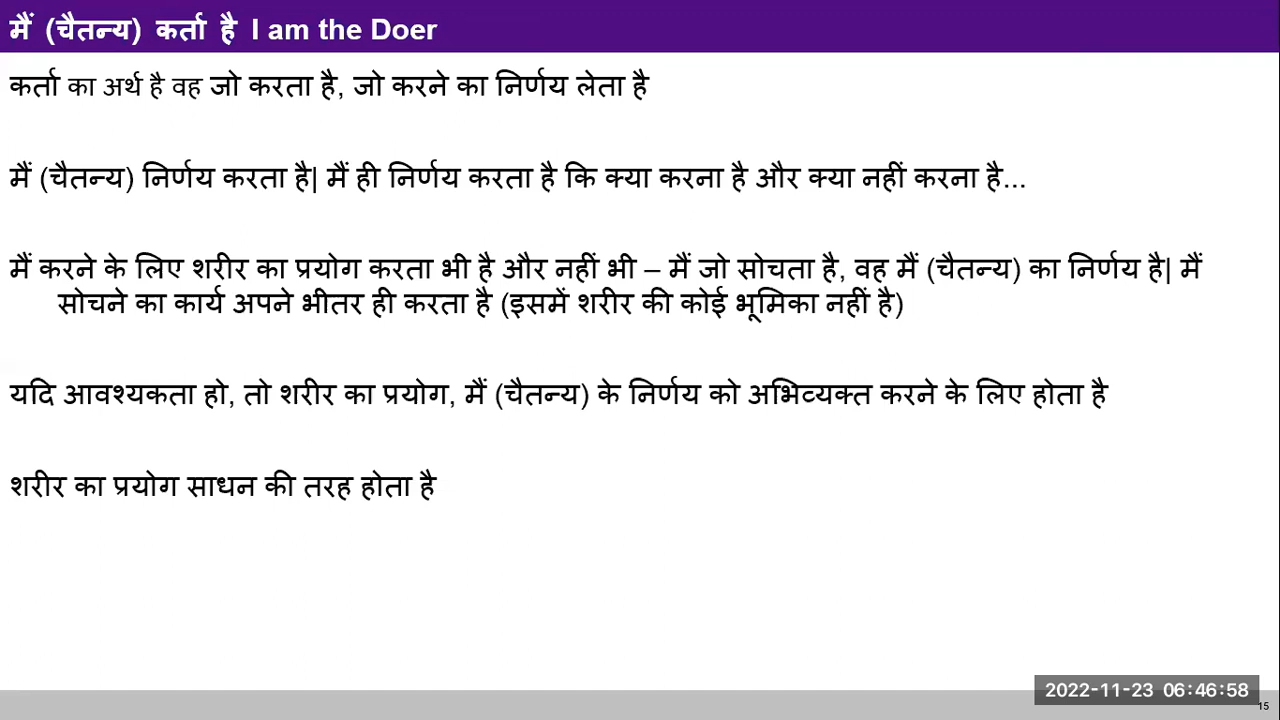 मैं (चैतन्य) कर्ता है I am the Doer
कर्ता का अर्थ है वह जो करता है, जो करने का निर्णय लेता है
मैं (चैतन्य) निर्णय करता है| मैं ही निर्णय करता है कि क्या करना है और क्या नहीं करना है...
मैं करने के लिए शरीर का प्रयोग करता भी है और नहीं भी – मैं जो सोचता है, वह मैं (चैतन्य) का निर्णय है| मैं
सोचने का कार्य अपने भीतर ही करता है (इसमें शरीर की कोई भूमिका नहीं है)
यदि आवश्यकता हो, तो शरीर का प्रयोग, मैं (चैतन्य) के निर्णय को अभिव्यक्त करने के लिए होता है
शरीर का प्रयोग साधन की तरह होता है
2022-11-23 06:46:58
15